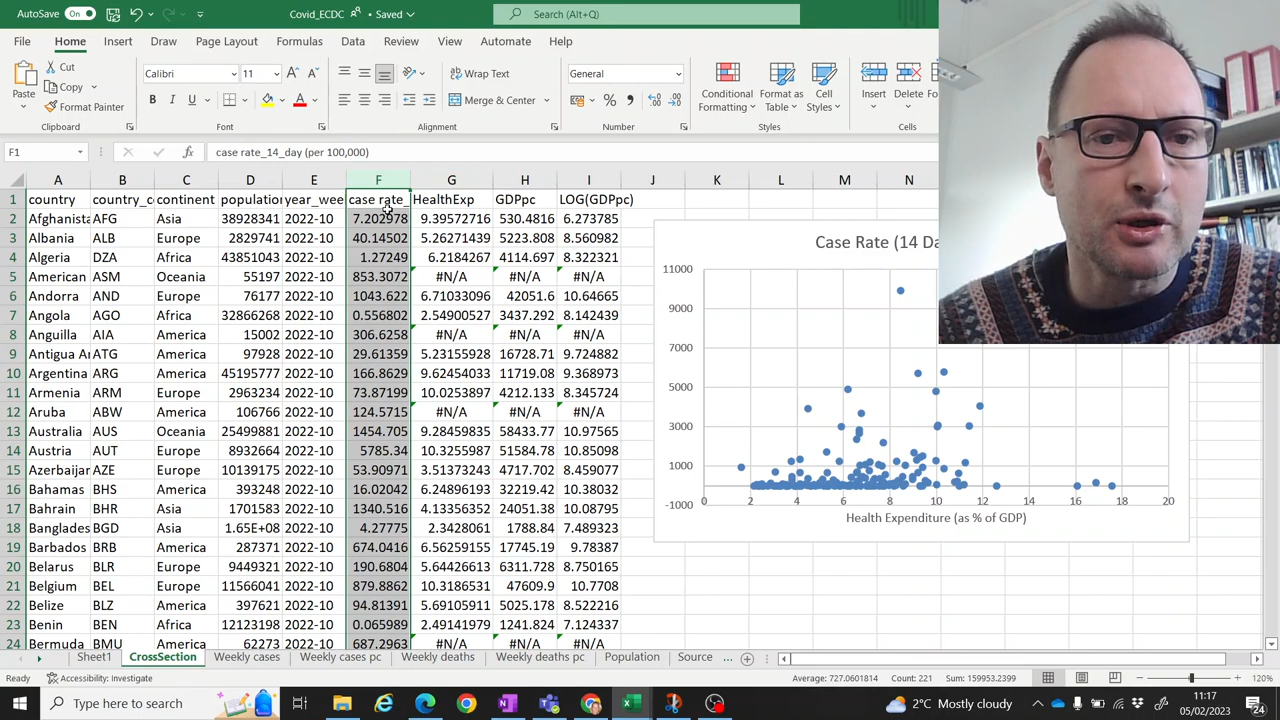 AutoSave On Covid_ECDC Search (Alt+Q)
File Home Insert Draw Page Layout Formulas Data Review View Automate Help
Paste Cut Copy Format Painter Clipboard
Calibri 11 B I U Font
Wrap Text Merge & Center Alignment
General Number
Conditional Formatting Format as Table Cell Styles Styles
Insert Delete Cells
F1 fx case rate_14_day (per 100,000)
A B C D E F G H I J K L M N
1 country country_c continent population year_wee case rate_ HealthExp GDPpc LOG(GDPpc)
2 Afghanista AFG Asia 38928341 2022-10 7.202978 9.39572716 530.4816 6.273785
3 Albania ALB Europe 2829741 2022-10 40.14502 5.26271439 5223.808 8.560982
4 Algeria DZA Africa 43851043 2022-10 1.27249 6.2184267 4114.697 8.322321
5 American ASM Oceania 55197 2022-10 853.3072 #N/A #N/A #N/A
6 Andorra AND Europe 76177 2022-10 1043.622 6.71033096 42051.6 10.64665
7 Angola AGO Africa 32866268 2022-10 0.556802 2.54900527 3437.292 8.142439
8 Anguilla AIA America 15002 2022-10 306.6258 #N/A #N/A #N/A
9 Antigua Ar ATG America 97928 2022-10 29.61359 5.23155928 16728.71 9.724882
10 Argentina ARG America 45195777 2022-10 166.8629 9.62454033 11719.08 9.368973
11 Armenia ARM Europe 2963234 2022-10 73.87199 10.0253897 4212.133 8.345724
12 Aruba ABW America 106766 2022-10 124.5715 #N/A #N/A #N/A
13 Australia AUS Oceania 25499881 2022-10 1454.705 9.28459835 58433.77 10.97565
14 Austria AUT Europe 8932664 2022-10 5785.34 10.3255987 51584.78 10.85098
15 Azerbaijar AZE Europe 10139175 2022-10 53.90971 3.51373243 4717.702 8.459077
16 Bahamas BHS America 393248 2022-10 16.02042 6.24896193 32219.42 10.38032
17 Bahrain BHR Asia 1701583 2022-10 1340.516 4.13356352 24051.38 10.08795
18 Banglades BGD Asia 1.65E+0 2022-10 4.27775 2.3428061 1788.84 7.489323
19 Barbados BRB America 287371 2022-10 674.0416 6.56259155 17745.19 9.78387
20 Belarus BLR Europe 9449321 2022-10 190.6804 5.64426613 6311.728 8.750165
21 Belgium BEL Europe 11566041 2022-10 879.8862 10.3186531 47609.9 10.7708
22 Belize BLZ America 397621 2022-10 94.81391 5.69105911 5025.178 8.522216
23 Benin BEN Africa 12123198 2022-10 0.065989 2.49141979 1241.824 7.124337
24 Bermuda BMU America 62273 2022-10 687.2963 #N/A #N/A #N/A
Case Rate (14 Da
11000
9000
7000
5000
3000
1000
-1000
0 2 4 6 8 10 12 14 16 18 20
Health Expenditure (as % of GDP)
Sheet1 CrossSection Weekly cases Weekly cases pc Weekly deaths Weekly deaths pc Population Source ...
Ready Accessibility: Investigate Average: 727.0601814 Count: 221 Sum: 159953.2399 120%
Type here to search 2°C Mostly cloudy 11:17
05/02/2023 24